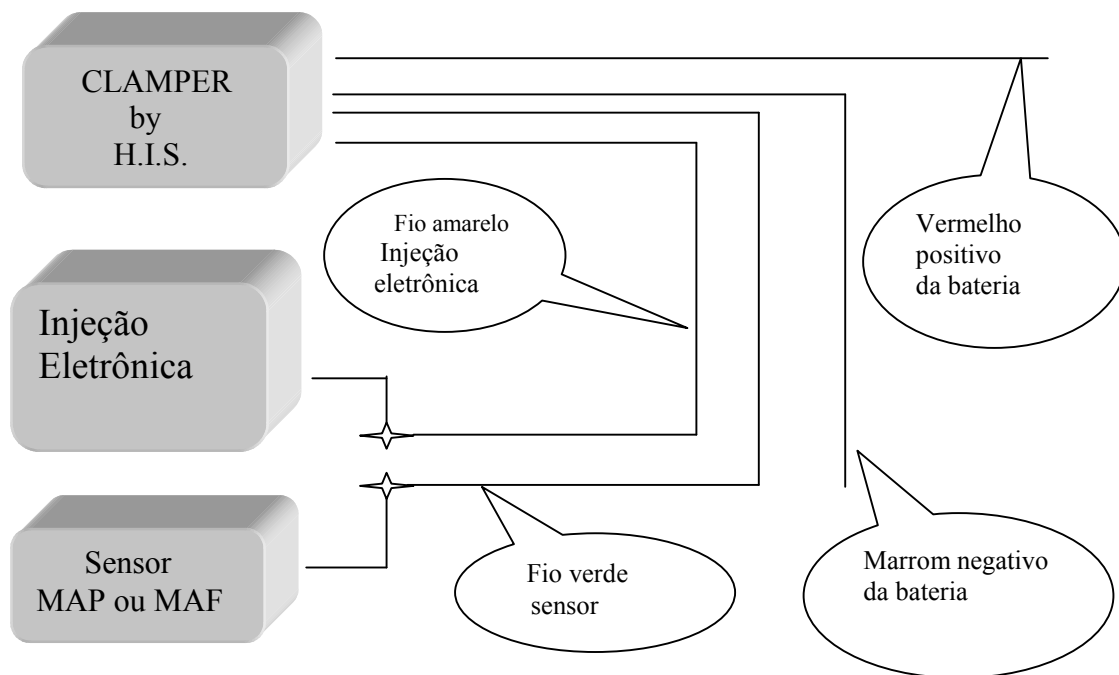 CLAMPER
by
H.I.S.
Fio amarelo
Injeção
eletrônica
Vermelho
positivo
da bateria
Injeção
Eletrônica
Sensor
MAP ou MAF
Fio verde
sensor
Marrom negativo
da bateria